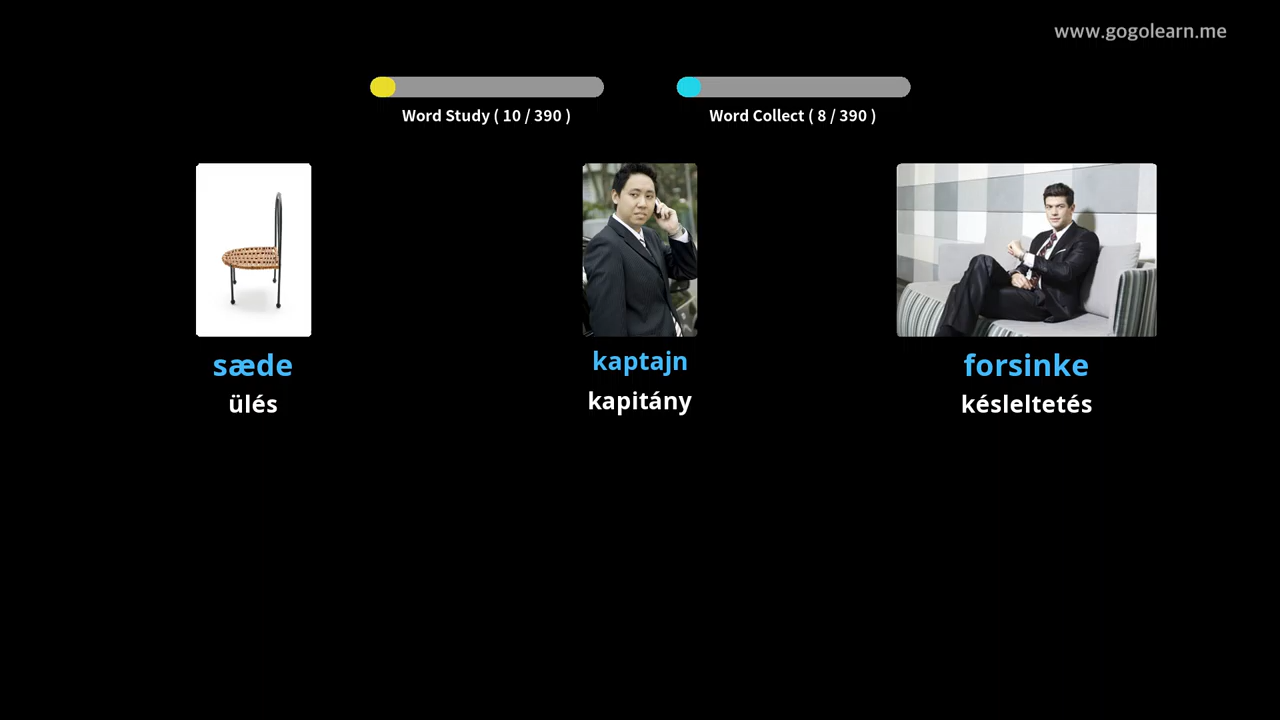 www.gogolearn.me
Word Study ( 10 / 390 )
Word Collect ( 8 / 390 )
sæde
ülés
kaptajn
kapitány
forsinke
késleltetés